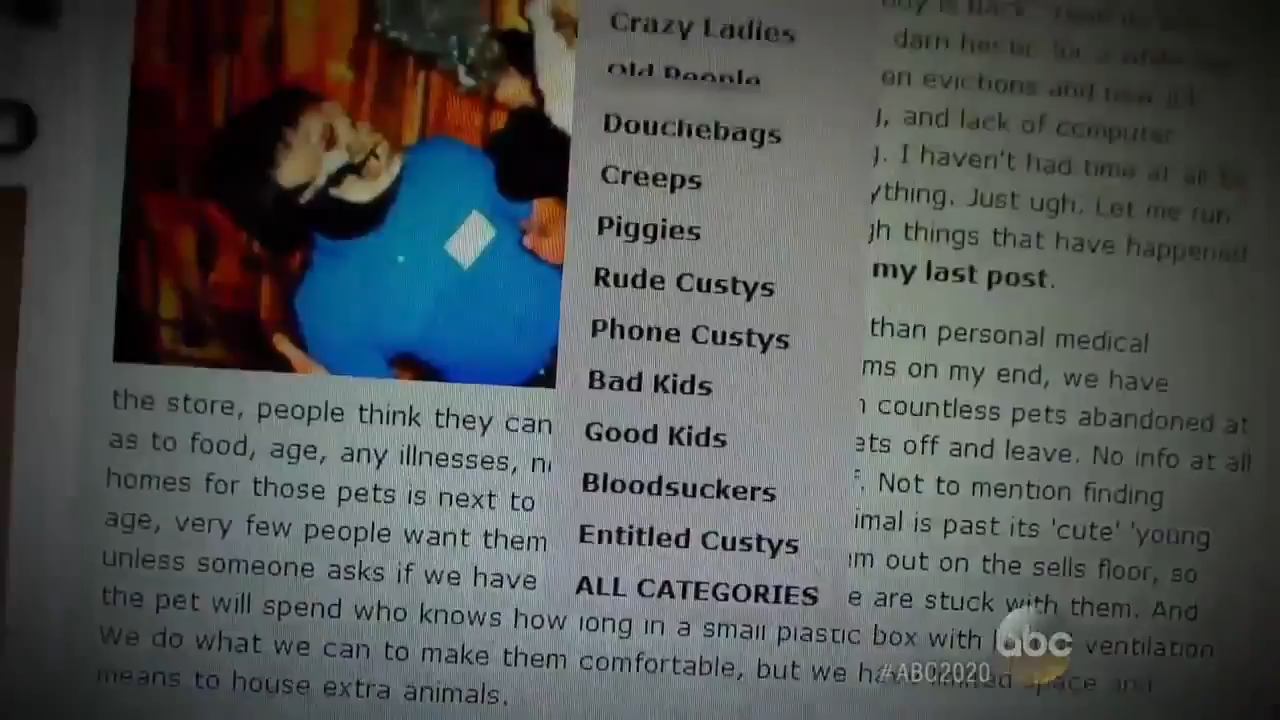 Crazy Ladies
Old People
Douchebags
Creeps
Piggies
Rude Custys
Phone Custys
Bad Kids
Good Kids
Bloodsuckers
Entitled Custys
ALL CATEGORIES
on evictions and
, and lack of computer
. I haven't had time at all
ything. Just ugh. Let me run
gh things that have happened
my last post.
than personal medical
ms on my end, we have
countless pets abandoned at
ets off and leave. No info at all
. Not to mention finding
imal is past its 'cute' 'young
m out on the sells floor, so
e are stuck with them. And
the store, people think they can
as to food, age, any illnesses,
homes for those pets is next to
age, very few people want them
unless someone asks if we have
the pet will spend who knows how long in a small plastic box with ventilation
We do what we can to make them comfortable, but we space and
means to house extra animals.
abc
#ABC2020